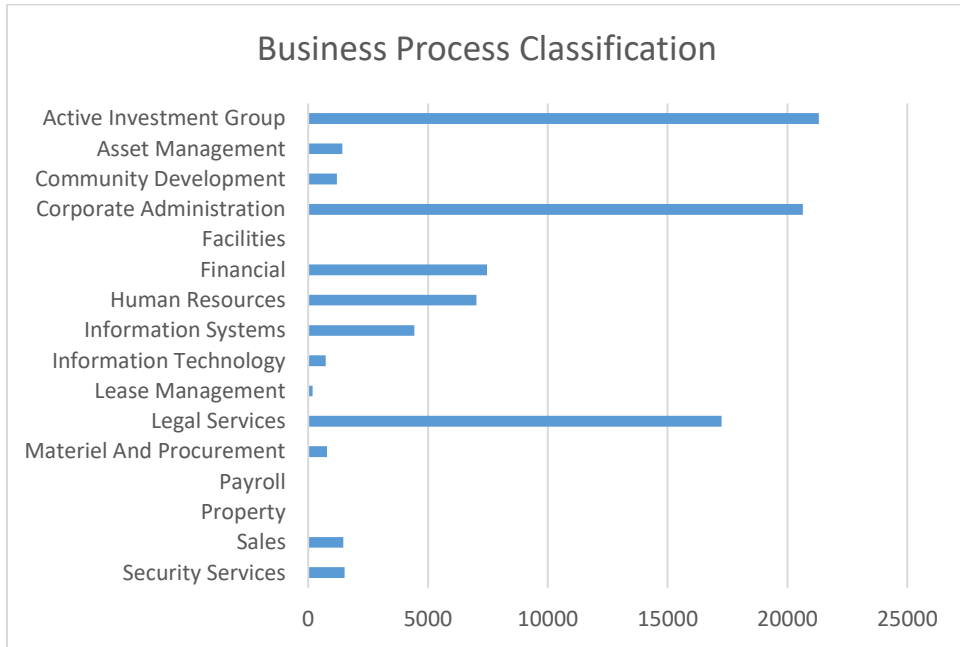 Business Process Classification
Active Investment Group
Asset Management
Community Development
Corporate Administration
Facilities
Financial
Human Resources
Information Systems
Information Technology
Lease Management
Legal Services
Materiel And Procurement
Payroll
Property
Sales
Security Services
0 5000 10000 15000 20000 25000